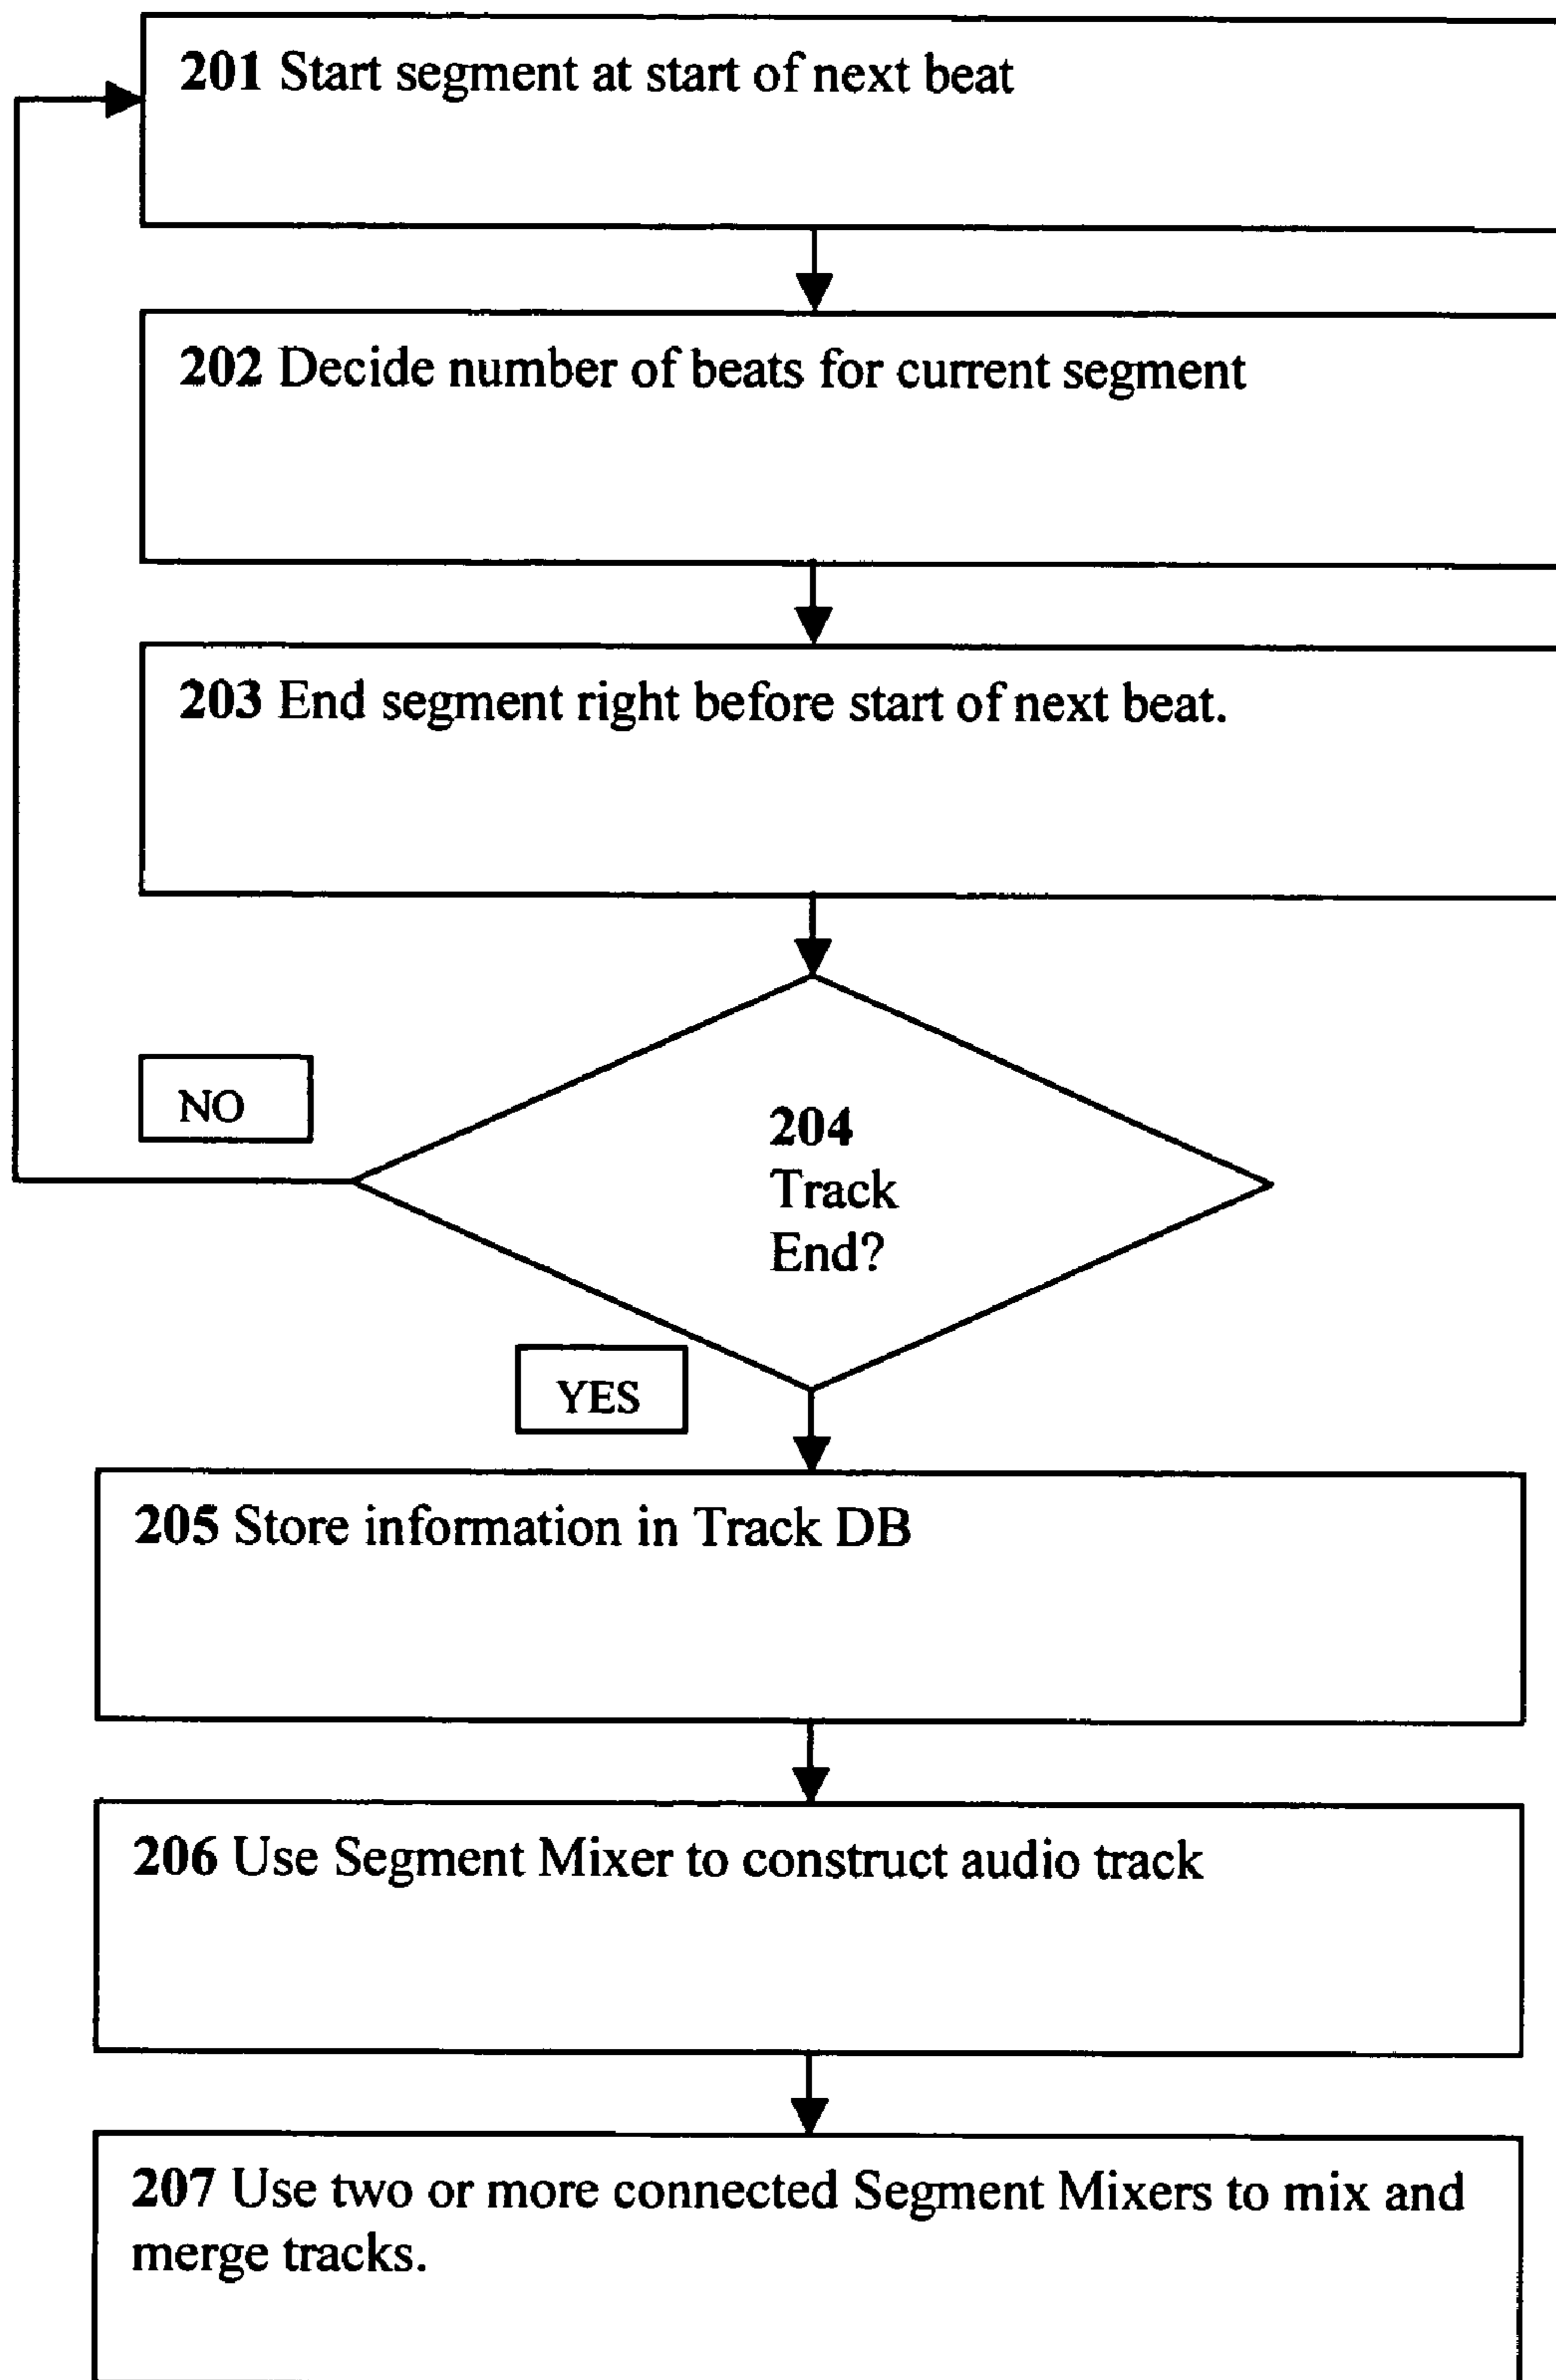 201 Start segment at start of next beat
202 Decide number of beats for current segment
203 End segment right before start of next beat.
NO
204
Track
End?
YES
205 Store information in Track DB
206 Use Segment Mixer to construct audio track
207 Use two or more connected Segment Mixers to mix and
merge tracks.